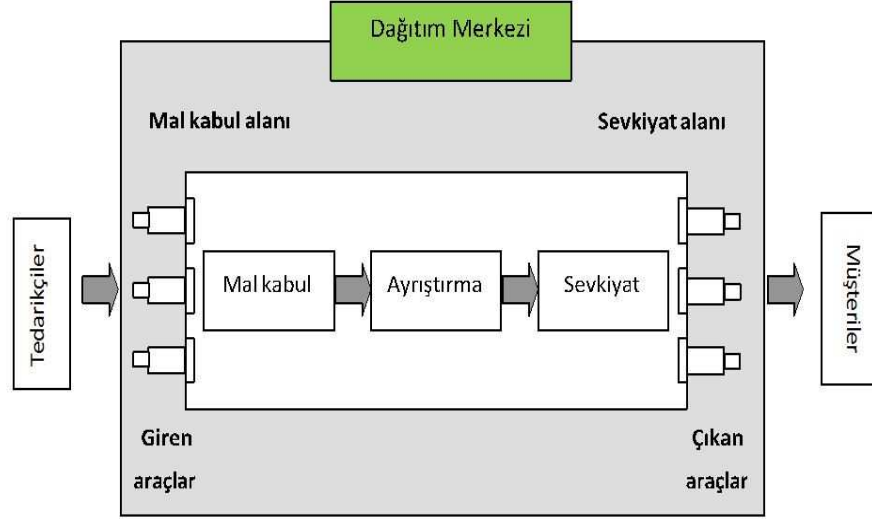 Dağıtım Merkezi
Mal kabul alanı
Sevkiyat alanı
Tedarikçiler
Mal kabul
Ayrıştırma
Sevkiyat
Müşteriler
Giren
araçlar
Çıkan
araçlar